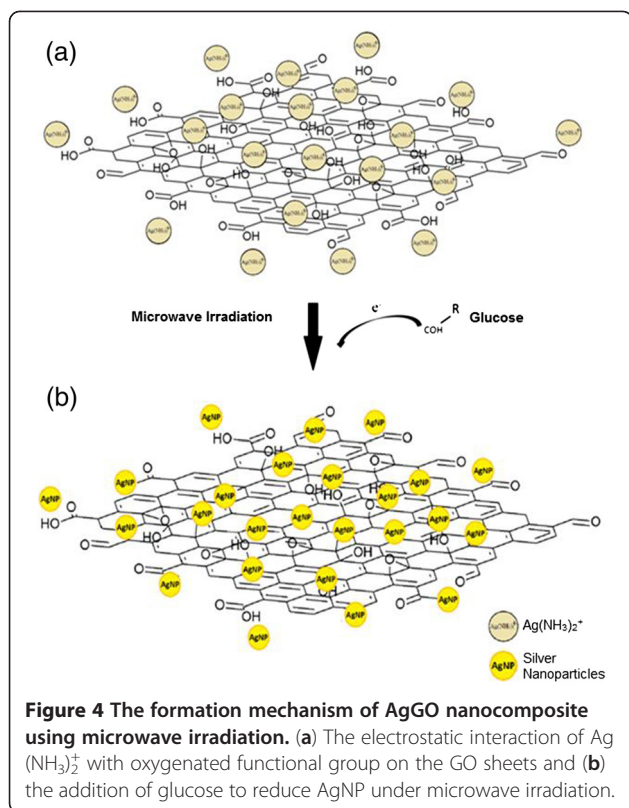 (a)
Microwave Irradiation
e-
R
COH
Glucose
(b)
Ag(NH₃)₂⁺
Silver
Nanoparticles
AgNP
Figure 4 The formation mechanism of AgGO nanocomposite
using microwave irradiation. (a) The electrostatic interaction of Ag
(NH₃)₂⁺ with oxygenated functional group on the GO sheets and (b)
the addition of glucose to reduce AgNP under microwave irradiation.